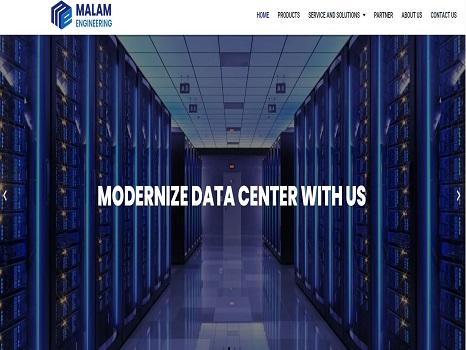 MALAM
ENGINEERING
HOME PRODUCTS SERVICE AND SOLUTIONS PARTNER ABOUT US CONTACT US
MODERNIZE DATA CENTER WITH US